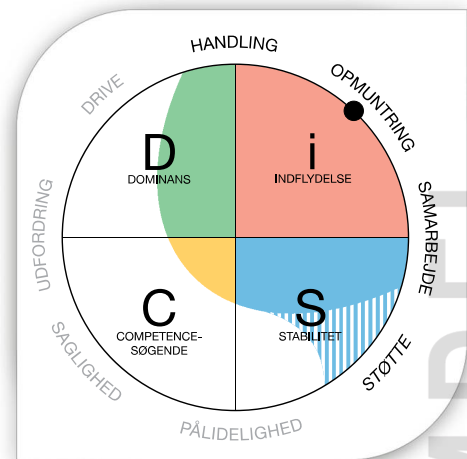 HANDLING
DRIVE
OPMUNTRING
D
DOMINANS
i
INDFLYDELSE
UDFORDRING
SAMARBEJDE
C
COMPETENCE-
SØGENDE
S
STABILITET
SAGLIGHED
STØTTE
PÅLIDELIGHED